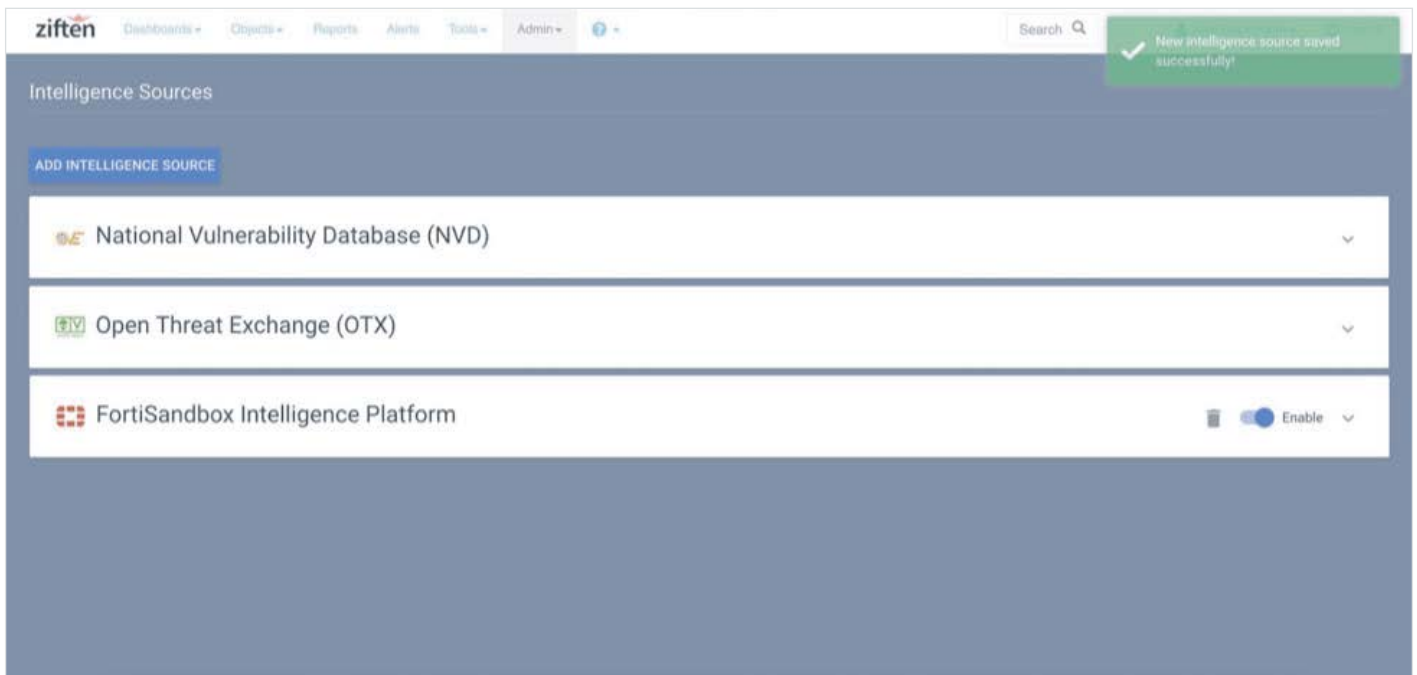 ziften
Dashboards
Objects
Reports
Alerts
Tools
Admin
?
Search
New intelligence source saved
successfully!
Intelligence Sources
ADD INTELLIGENCE SOURCE
National Vulnerability Database (NVD)
Open Threat Exchange (OTX)
FortiSandbox Intelligence Platform
Enable